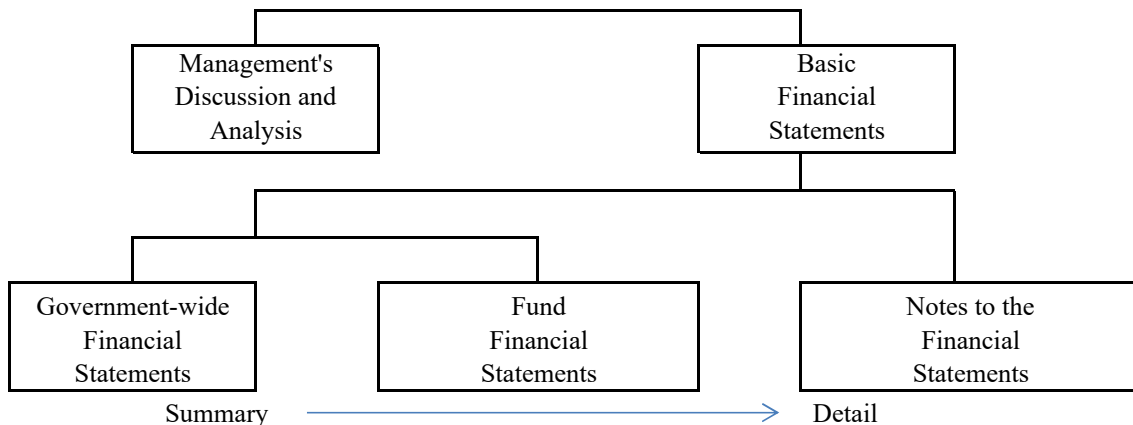 Management's
Discussion and
Analysis
Basic
Financial
Statements
Government-wide
Financial
Statements
Fund
Financial
Statements
Notes to the
Financial
Statements
Summary
Detail